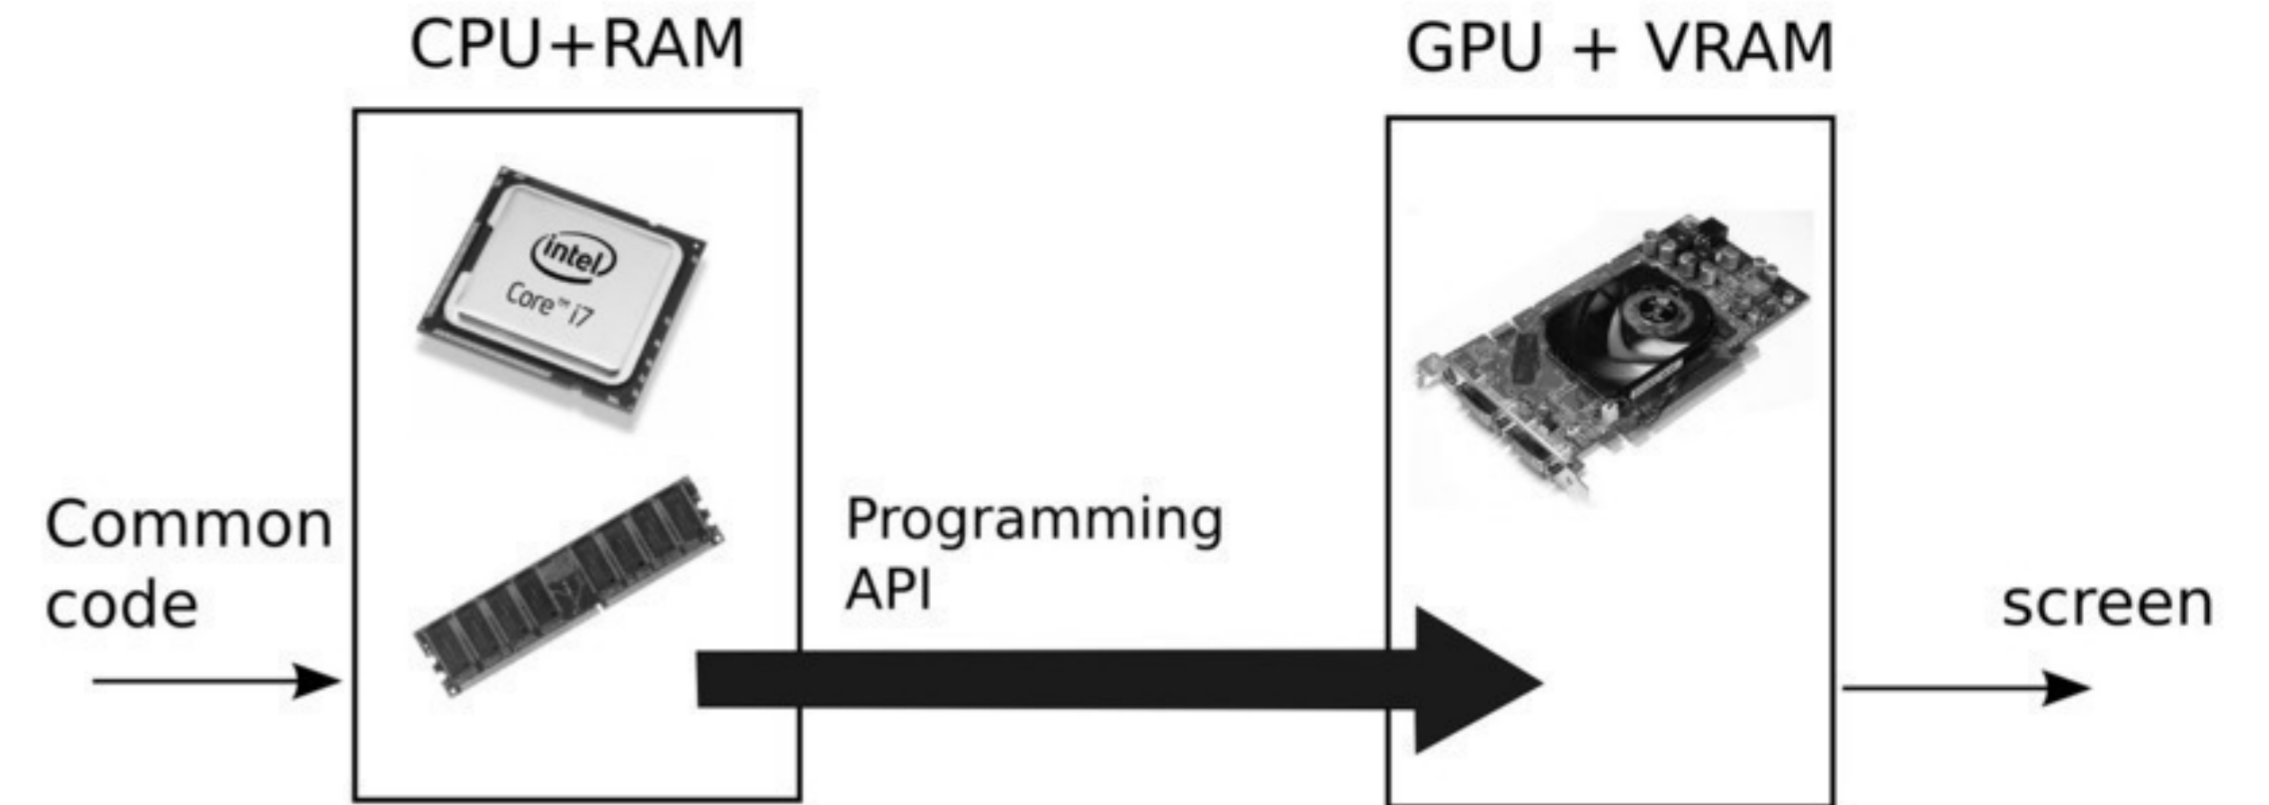 CPU+RAM
GPU + VRAM
intel
Core™ i7
Common
code
Programming
API
screen